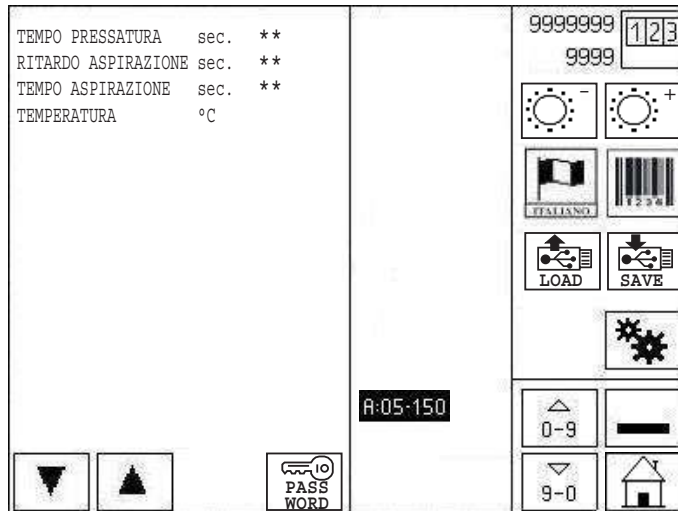 TEMPO PRESSATURA sec. **
RITARDO ASPIRAZIONE sec. **
TEMPO ASPIRAZIONE sec. **
TEMPERATURA °C
A:05-150
PASS
WORD
9999999
9999
123
- +
ITALIANO
1234
LOAD SAVE
0-9
9-0